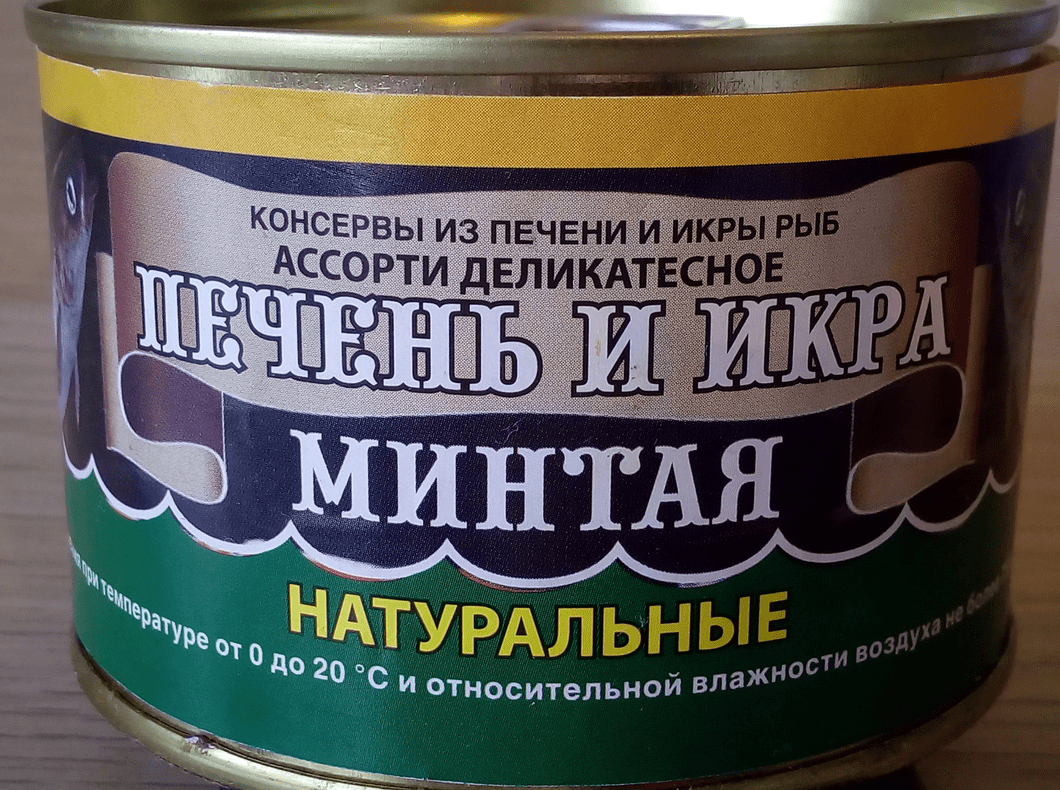 КОНСЕРВЫ ИЗ ПЕЧЕНИ И ИКРЫ РЫБ
АССОРТИ ДЕЛИКАТЕСНОЕ
ПЕЧЕНЬ И ИКРА
МИНТАЯ
НАТУРАЛЬНЫЕ
при температуре от 0 до 20 °С и относительной влажности воздуха не более